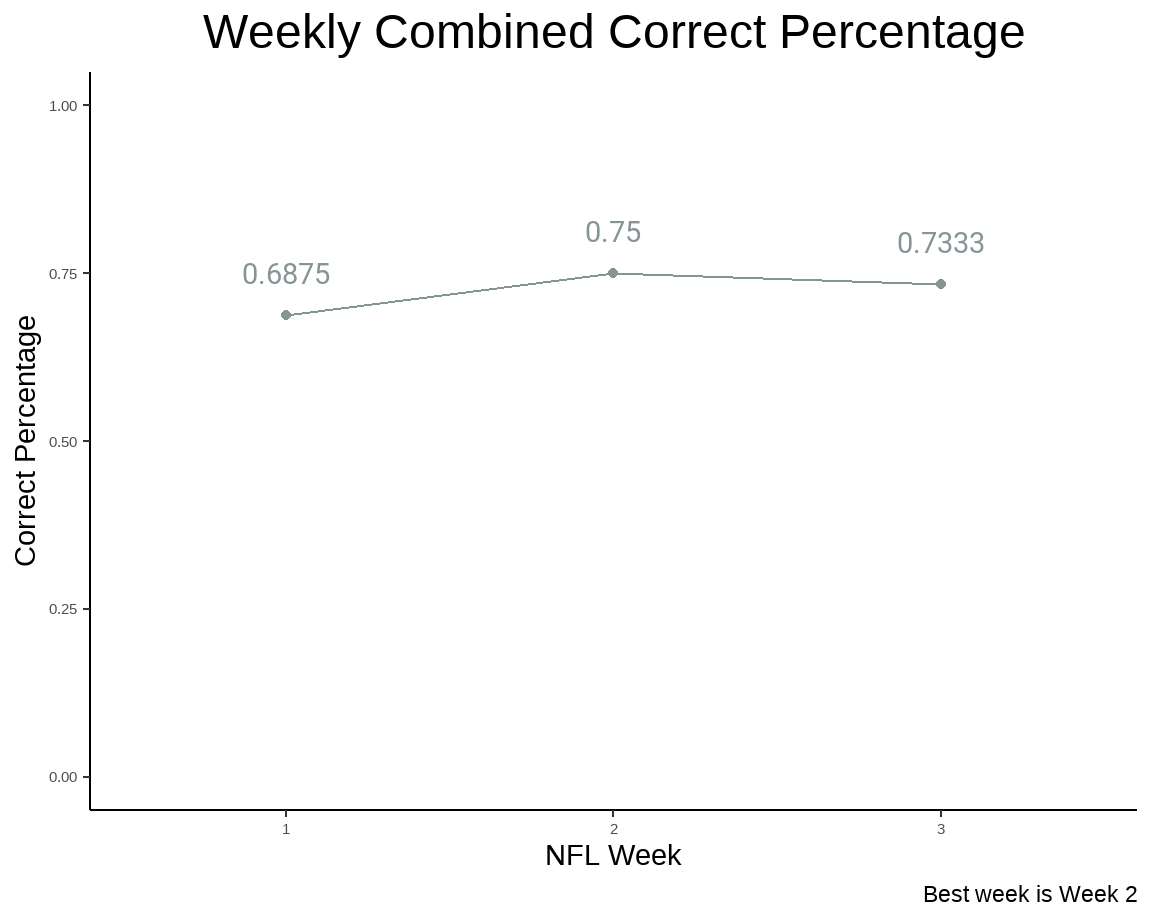 Weekly Combined Correct Percentage
Correct Percentage
1.00
0.75
0.50
0.25
0.00
0.6875
0.75
0.7333
1
2
3
NFL Week
Best week is Week 2